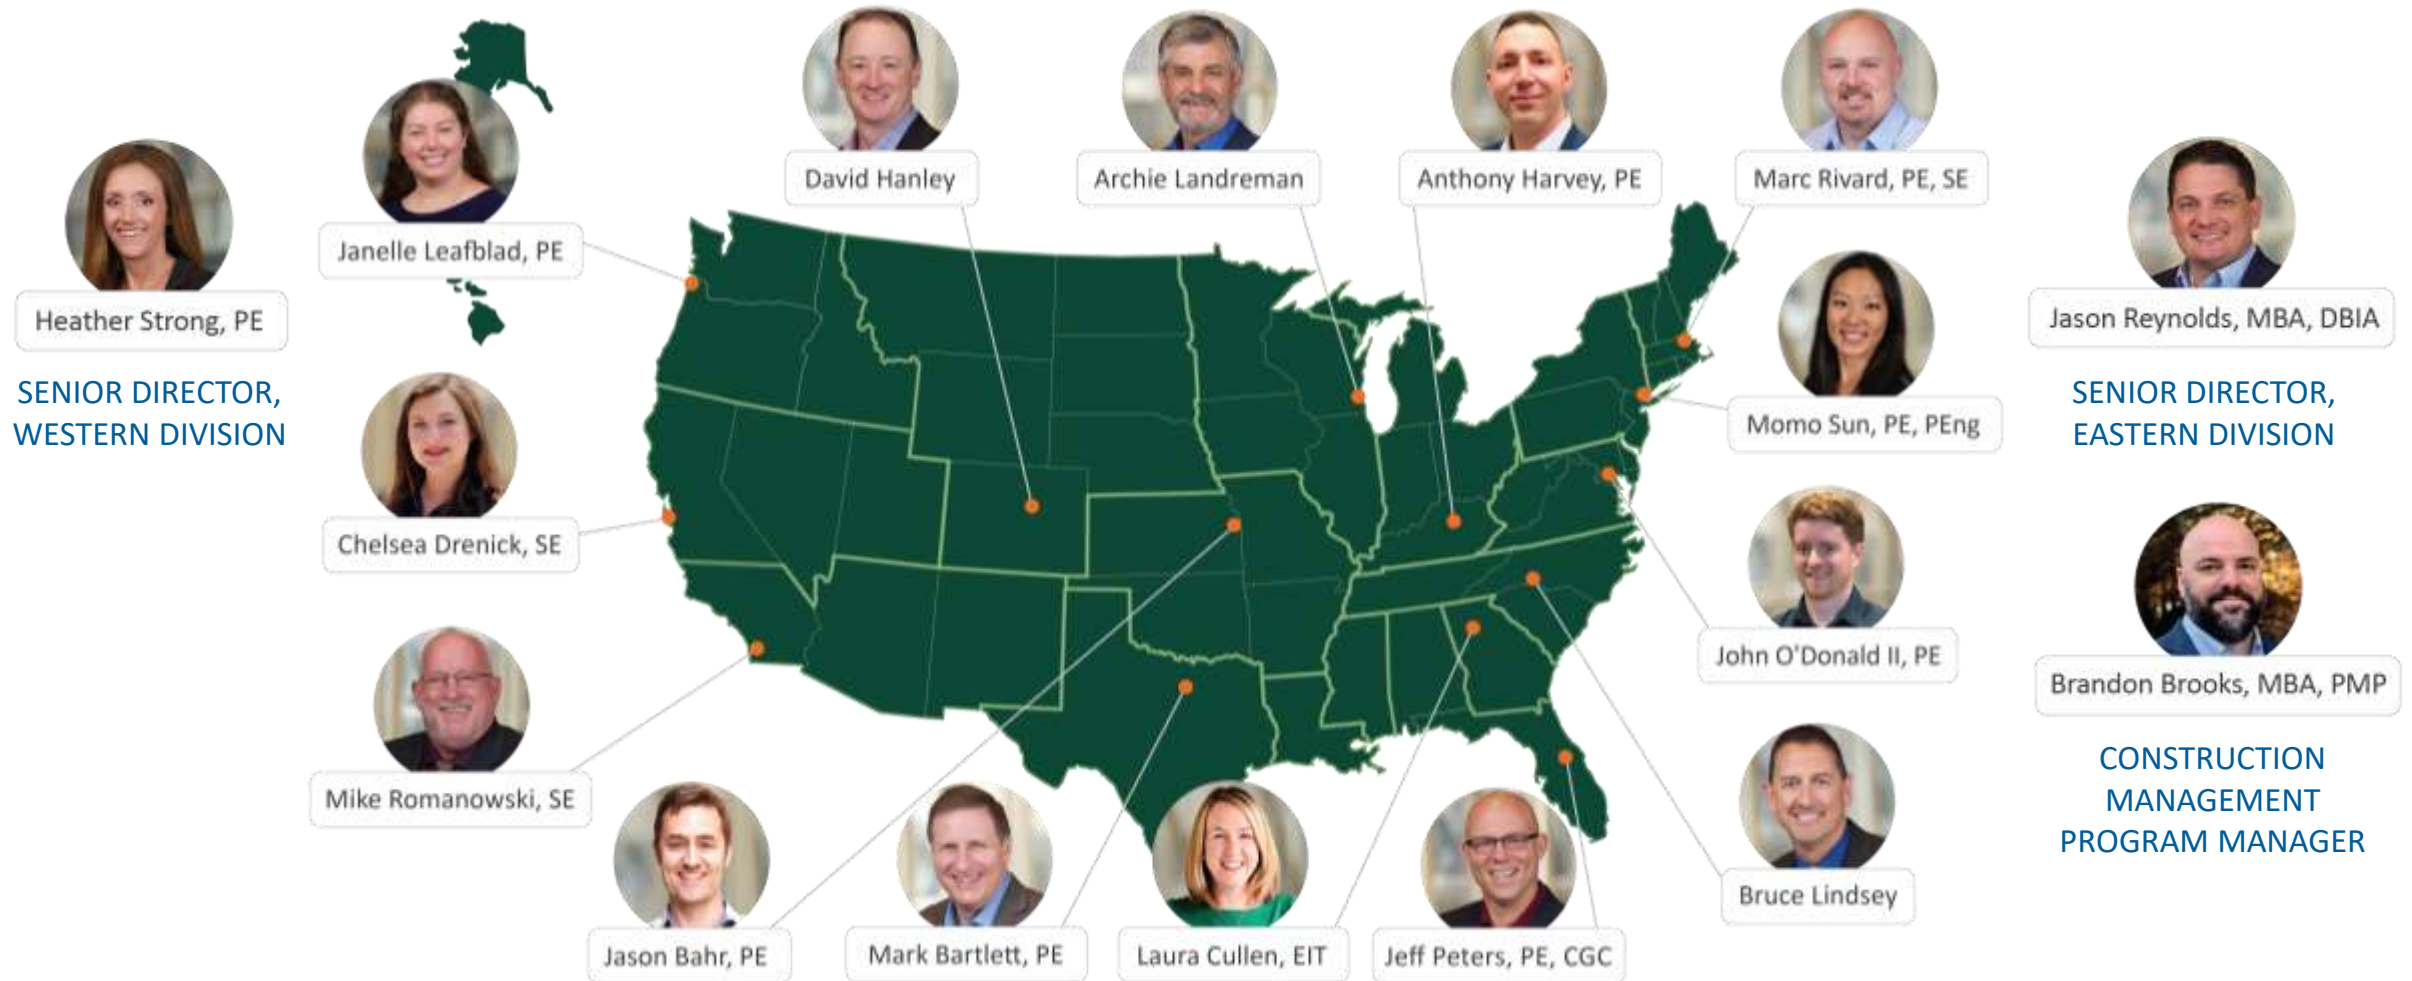 David Hanley
Archie Landreman
Anthony Harvey, PE
Marc Rivard, PE, SE
Janelle Leafblad, PE
Heather Strong, PE
SENIOR DIRECTOR,
WESTERN DIVISION
Jason Reynolds, MBA, DBIA
SENIOR DIRECTOR,
EASTERN DIVISION
Momo Sun, PE, PEng
Chelsea Drenick, SE
John O'Donald II, PE
Brandon Brooks, MBA, PMP
CONSTRUCTION
MANAGEMENT
PROGRAM MANAGER
Mike Romanowski, SE
Bruce Lindsey
Jason Bahr, PE
Mark Bartlett, PE
Laura Cullen, EIT
Jeff Peters, PE, CGC